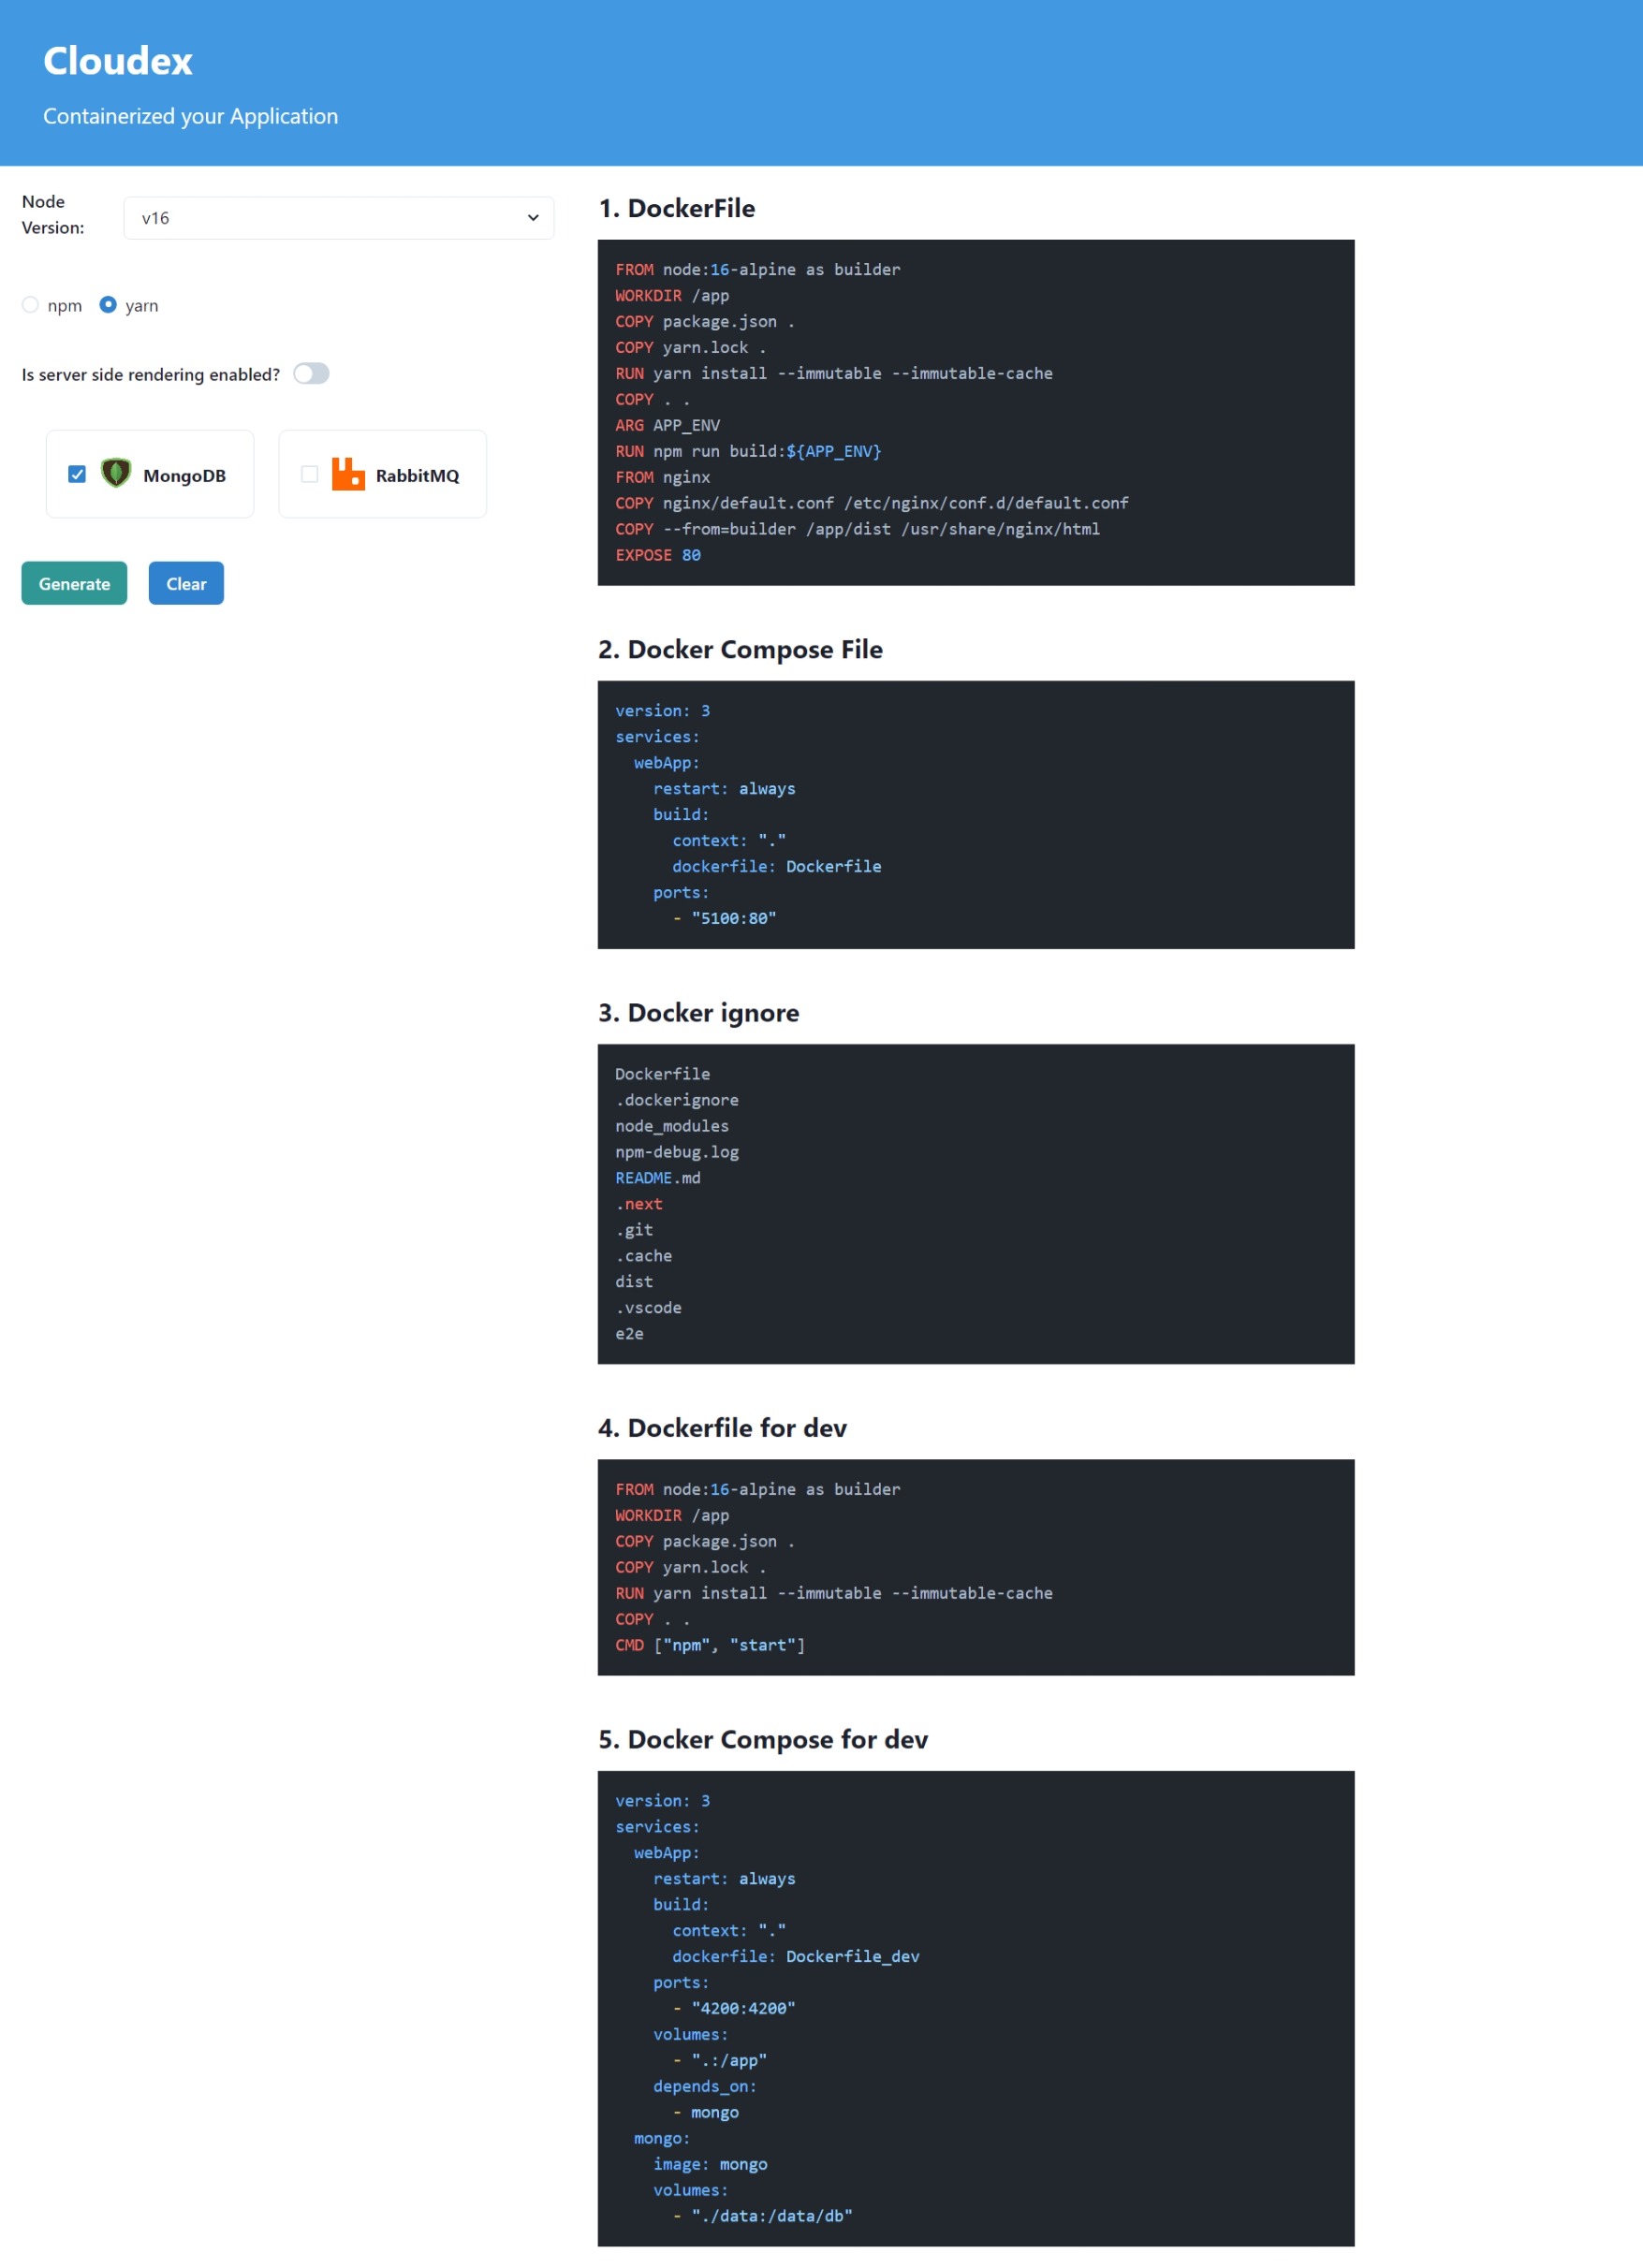 Cloudex
Containerized your Application
Node
Version:
v16
npm
yarn
Is server side rendering enabled?
MongoDB
RabbitMQ
Generate
Clear
1. DockerFile
FROM node:16-alpine as builder
WORKDIR /app
COPY package.json .
COPY yarn.lock .
RUN yarn install --immutable --immutable-cache
COPY . .
ARG APP_ENV
RUN npm run build:${APP_ENV}
FROM nginx
COPY nginx/default.conf /etc/nginx/conf.d/default.conf
COPY --from=builder /app/dist /usr/share/nginx/html
EXPOSE 80
2. Docker Compose File
version: 3
services:
  webApp:
    restart: always
    build:
      context: "."
      dockerfile: Dockerfile
    ports:
      - "5100:80"
3. Docker ignore
Dockerfile
.dockerignore
node_modules
npm-debug.log
README.md
.next
.git
.cache
dist
.vscode
e2e
4. Dockerfile for dev
FROM node:16-alpine as builder
WORKDIR /app
COPY package.json .
COPY yarn.lock .
RUN yarn install --immutable --immutable-cache
COPY . .
CMD ["npm", "start"]
5. Docker Compose for dev
version: 3
services:
  webApp:
    restart: always
    build:
      context: "."
      dockerfile: Dockerfile_dev
    ports:
      - "4200:4200"
    volumes:
      - ".:/app"
    depends_on:
      - mongo
  mongo:
    image: mongo
    volumes:
      - "./data:/data/db"